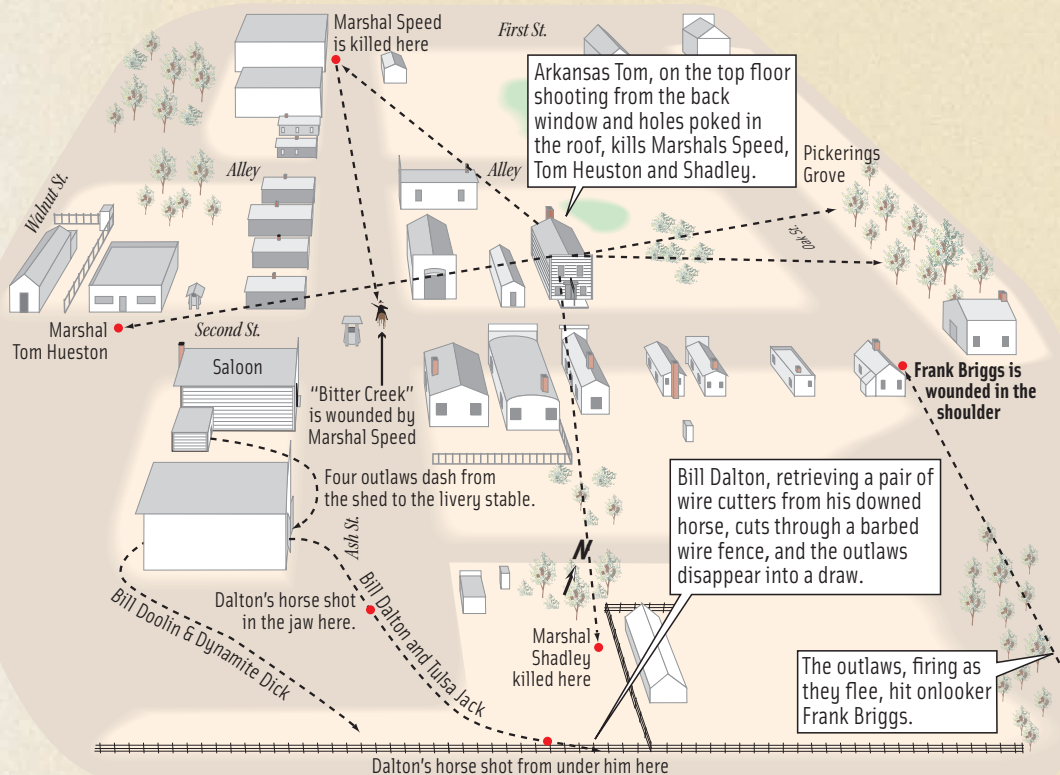 Marshal Speed
is killed here
First St.
Arkansas Tom, on the top floor
shooting from the back
window and holes poked in
the roof, kills Marshals Speed,
Tom Heuston and Shadley.
Pickerings
Grove
Alley
Alley
Walnut St.
Oak St.
Marshal
Tom Hueston
Second St.
Saloon
"Bitter Creek"
is wounded by
Marshal Speed
Frank Briggs is
wounded in the
shoulder
Four outlaws dash from
the shed to the livery stable.
Ash St.
Bill Dalton, retrieving a pair of
wire cutters from his downed
horse, cuts through a barbed
wire fence, and the outlaws
disappear into a draw.
N
Bill Doolin & Dynamite Dick
Dalton's horse shot
in the jaw here.
Bill Dalton and Tulsa Jack
Marshal
Shadley
killed here
The outlaws, firing as
they flee, hit onlooker
Frank Briggs.
Dalton's horse shot from under him here